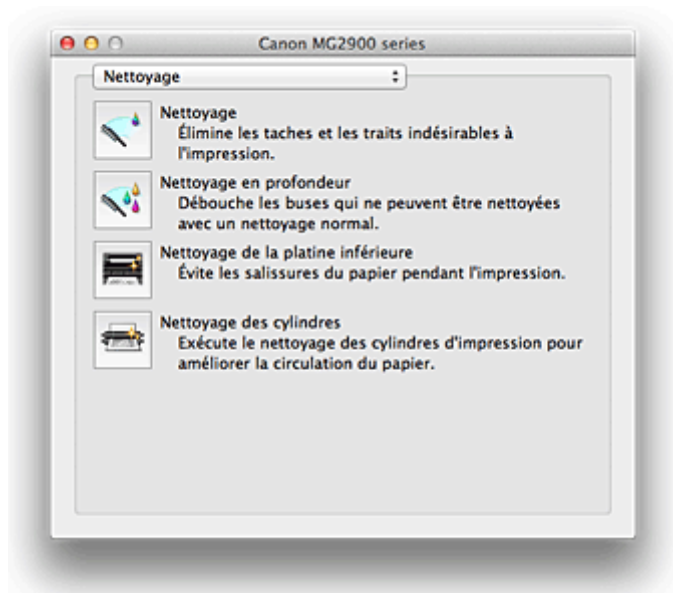 Canon MG2900 series
Nettoyage
Nettoyage
Élimine les taches et les traits indésirables à
l'impression.
Nettoyage en profondeur
Débouche les buses qui ne peuvent être nettoyées
avec un nettoyage normal.
Nettoyage de la platine inférieure
Évite les salissures du papier pendant l'impression.
Nettoyage des cylindres
Exécute le nettoyage des cylindres d'impression pour
améliorer la circulation du papier.